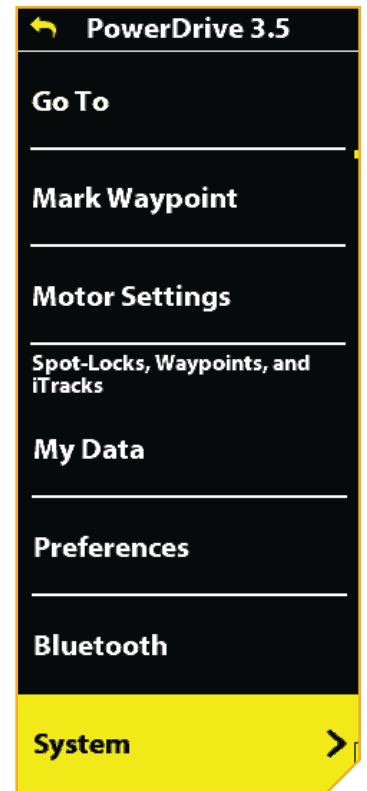 PowerDrive 3.5
Go To
Mark Waypoint
Motor Settings
Spot-Locks, Waypoints, and
iTracks
My Data
Preferences
Bluetooth
System